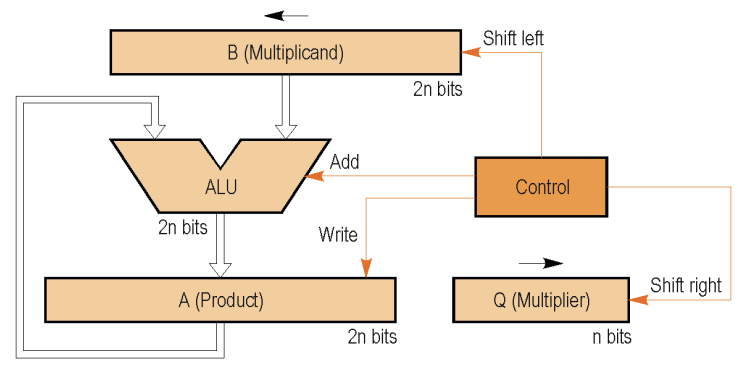 Shift left
B (Multiplicand)
2n bits
Add
ALU
Control
2n bits
Write
A (Product)
Q (Multiplier)
Shift right
2n bits
n bits